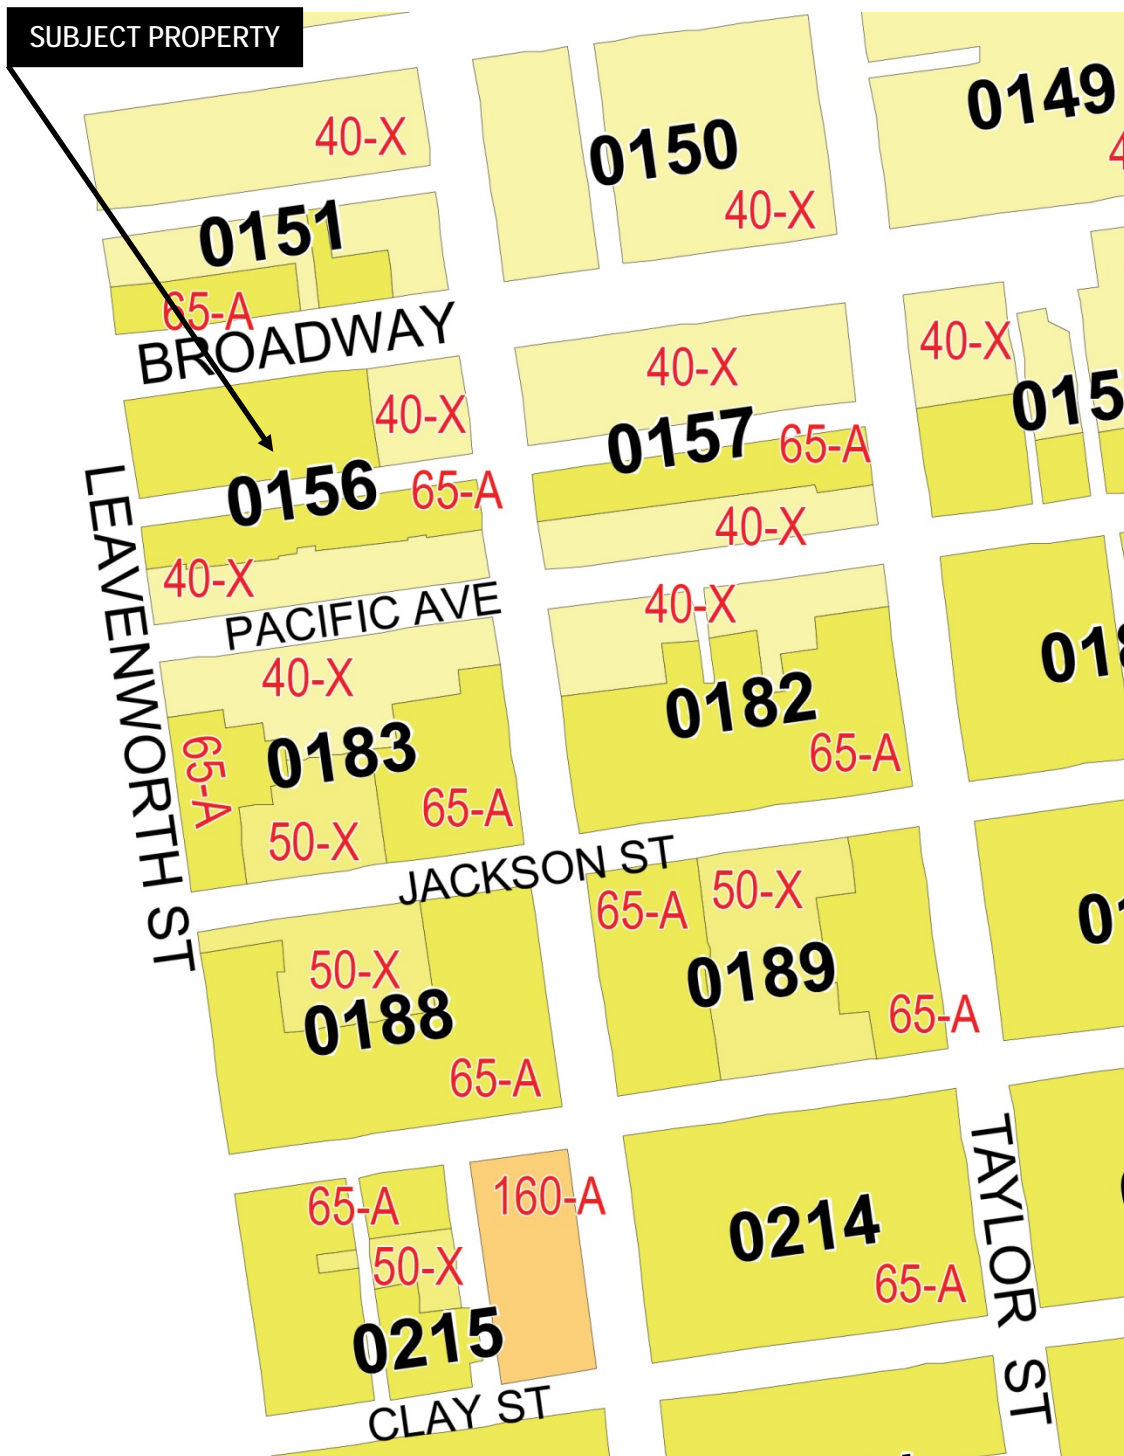 SUBJECT PROPERTY
40-X
0150
0149
40-X
0151
65-A
BROADWAY
40-X
40-X
40-X
0157
65-A
0156
65-A
40-X
40-X
LEAVENWORTH ST
PACIFIC AVE
40-X
40-X
0182
65-A
0183
65-A
65-A
50-X
JACKSON ST
65-A
50-X
0189
65-A
50-X
0188
65-A
TAYLOR ST
65-A
160-A
0214
65-A
50-X
0215
CLAY ST